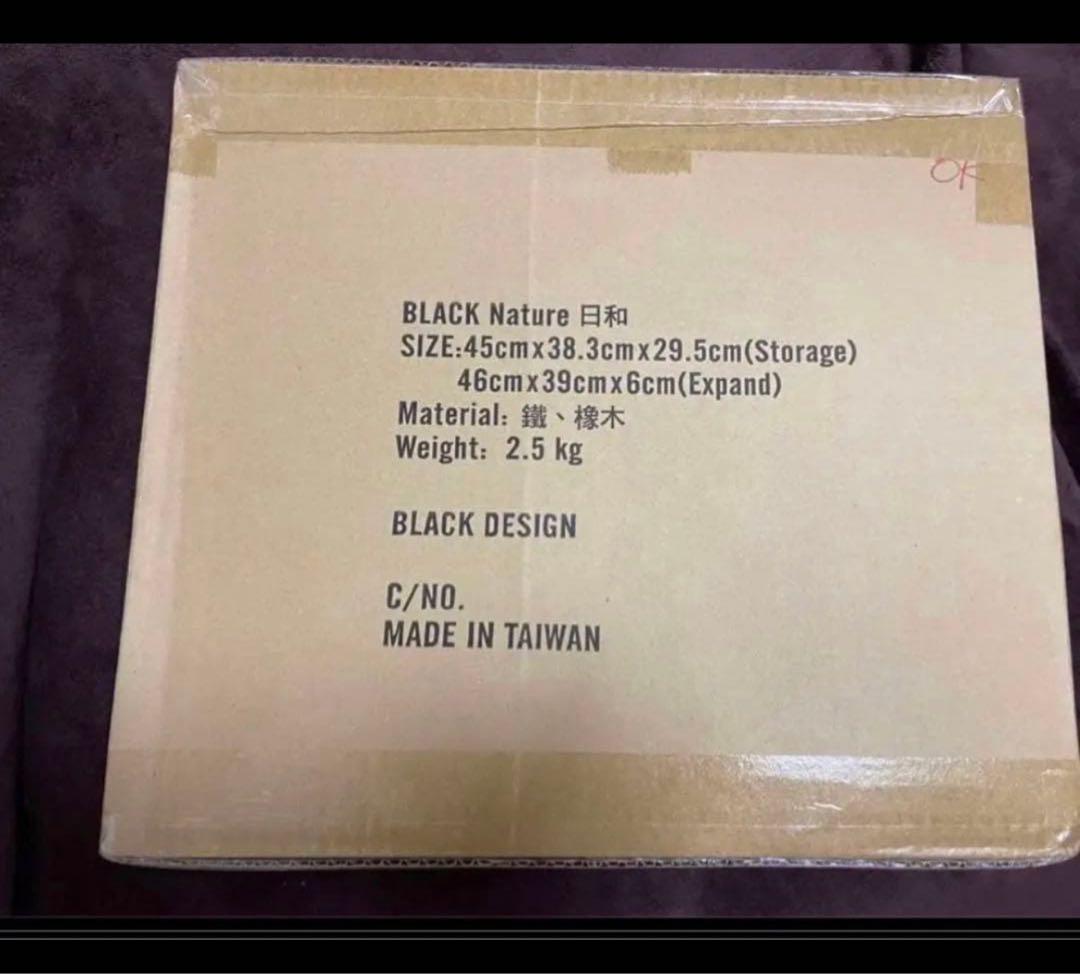 OK
BLACK Nature 日和
SIZE:45cmx38.3cmx29.5cm(Storage)
46cmx39cmx6cm(Expand)
Material: 鐵、橡木
Weight: 2.5 kg
BLACK DESIGN
C/NO.
MADE IN TAIWAN